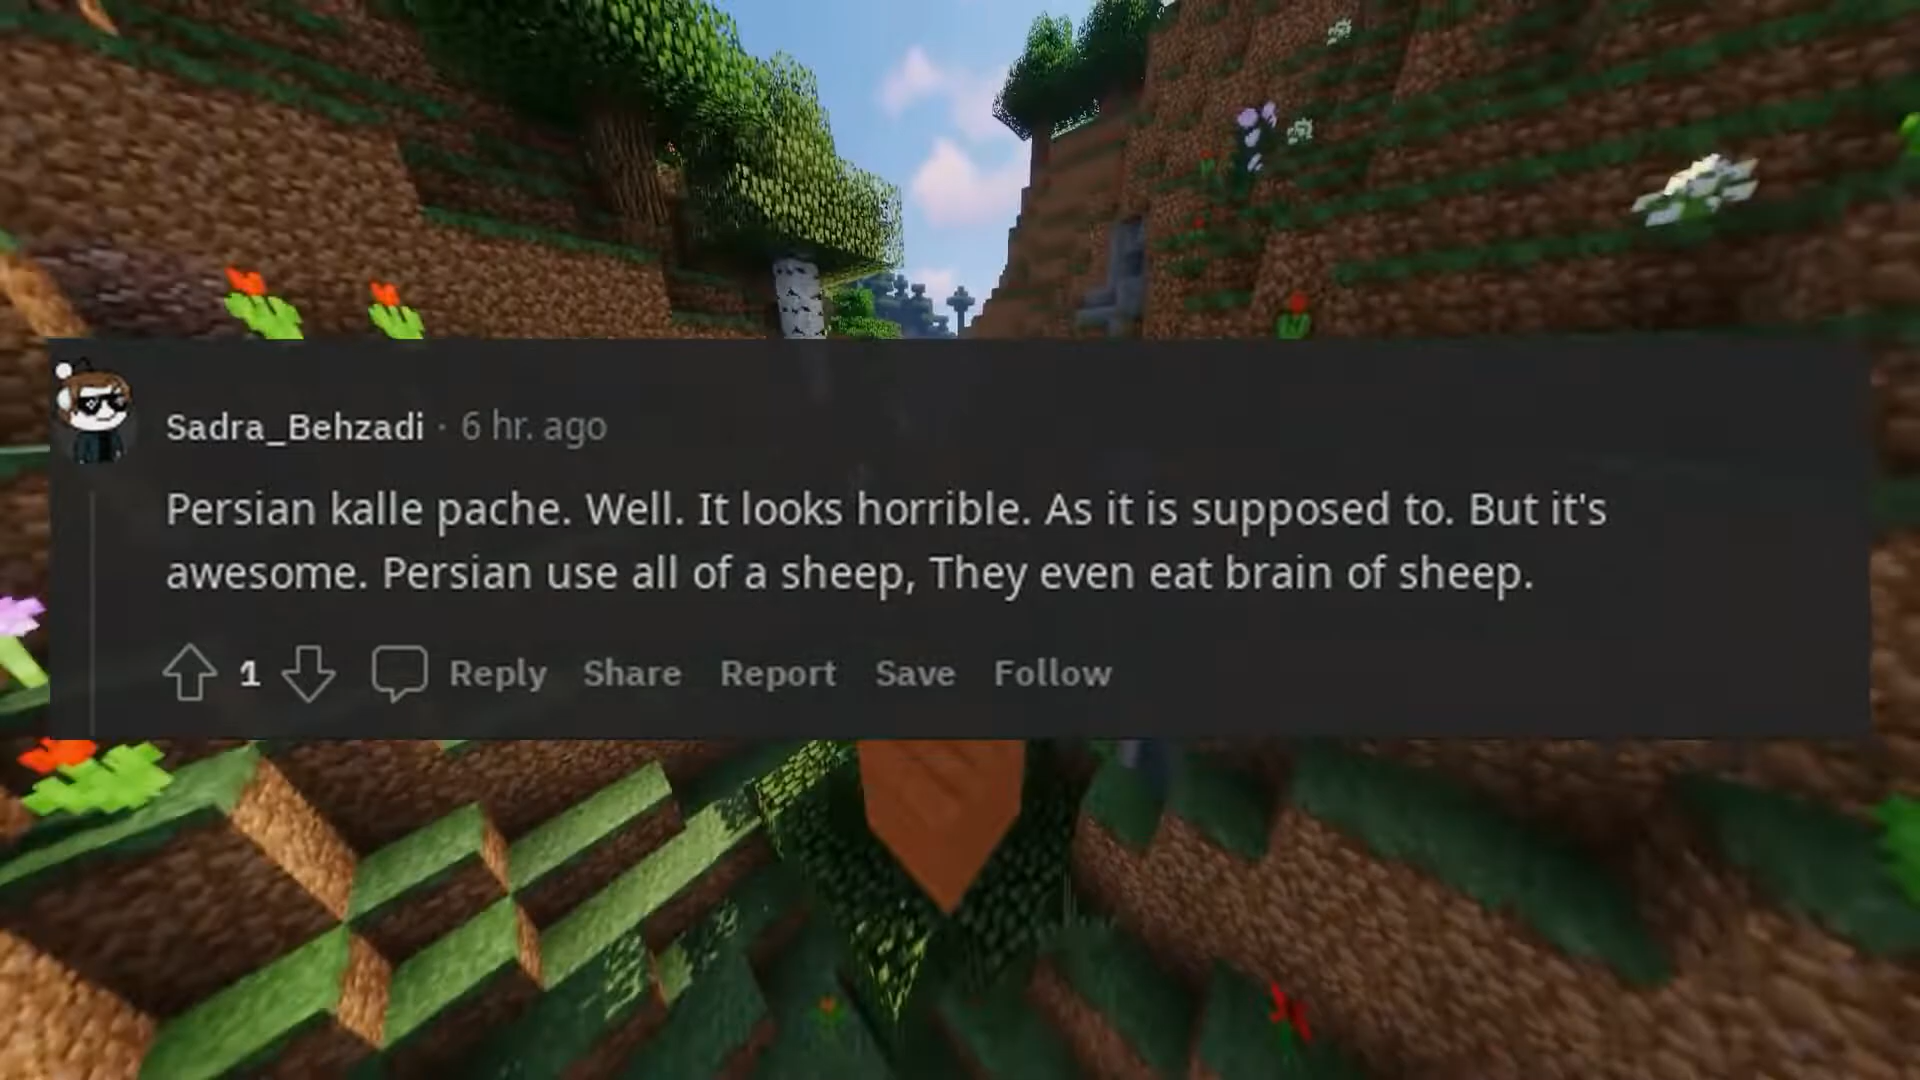 Sadra_Behzadi · 6 hr. ago
Persian kalle pache. Well. It looks horrible. As it is supposed to. But it's
awesome. Persian use all of a sheep, They even eat brain of sheep.
1 Reply Share Report Save Follow